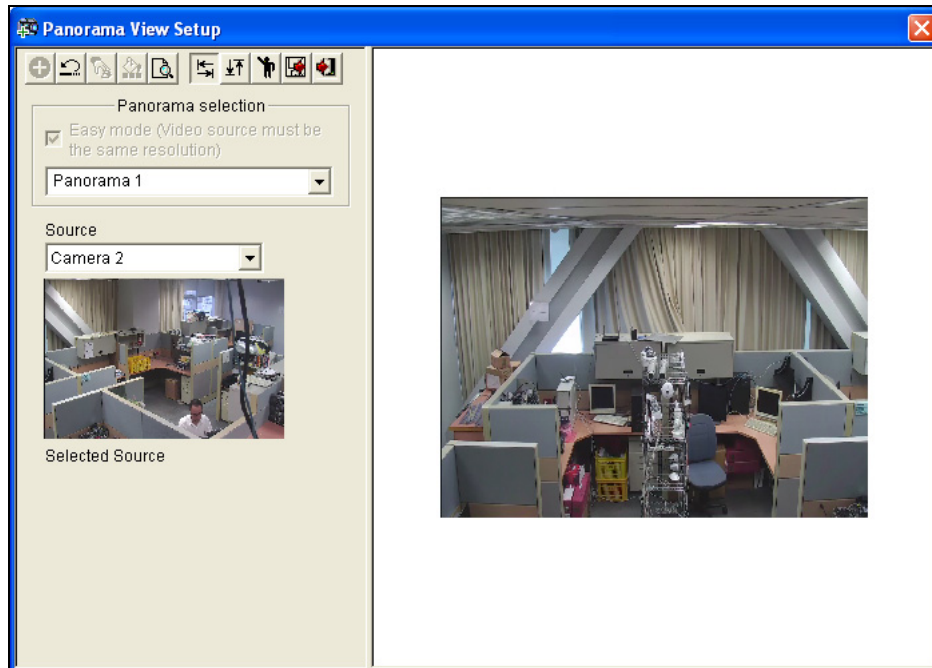 Panorama View Setup
Panorama selection
Easy mode (Video source must be
the same resolution)
Panorama 1
Source
Camera 2
Selected Source